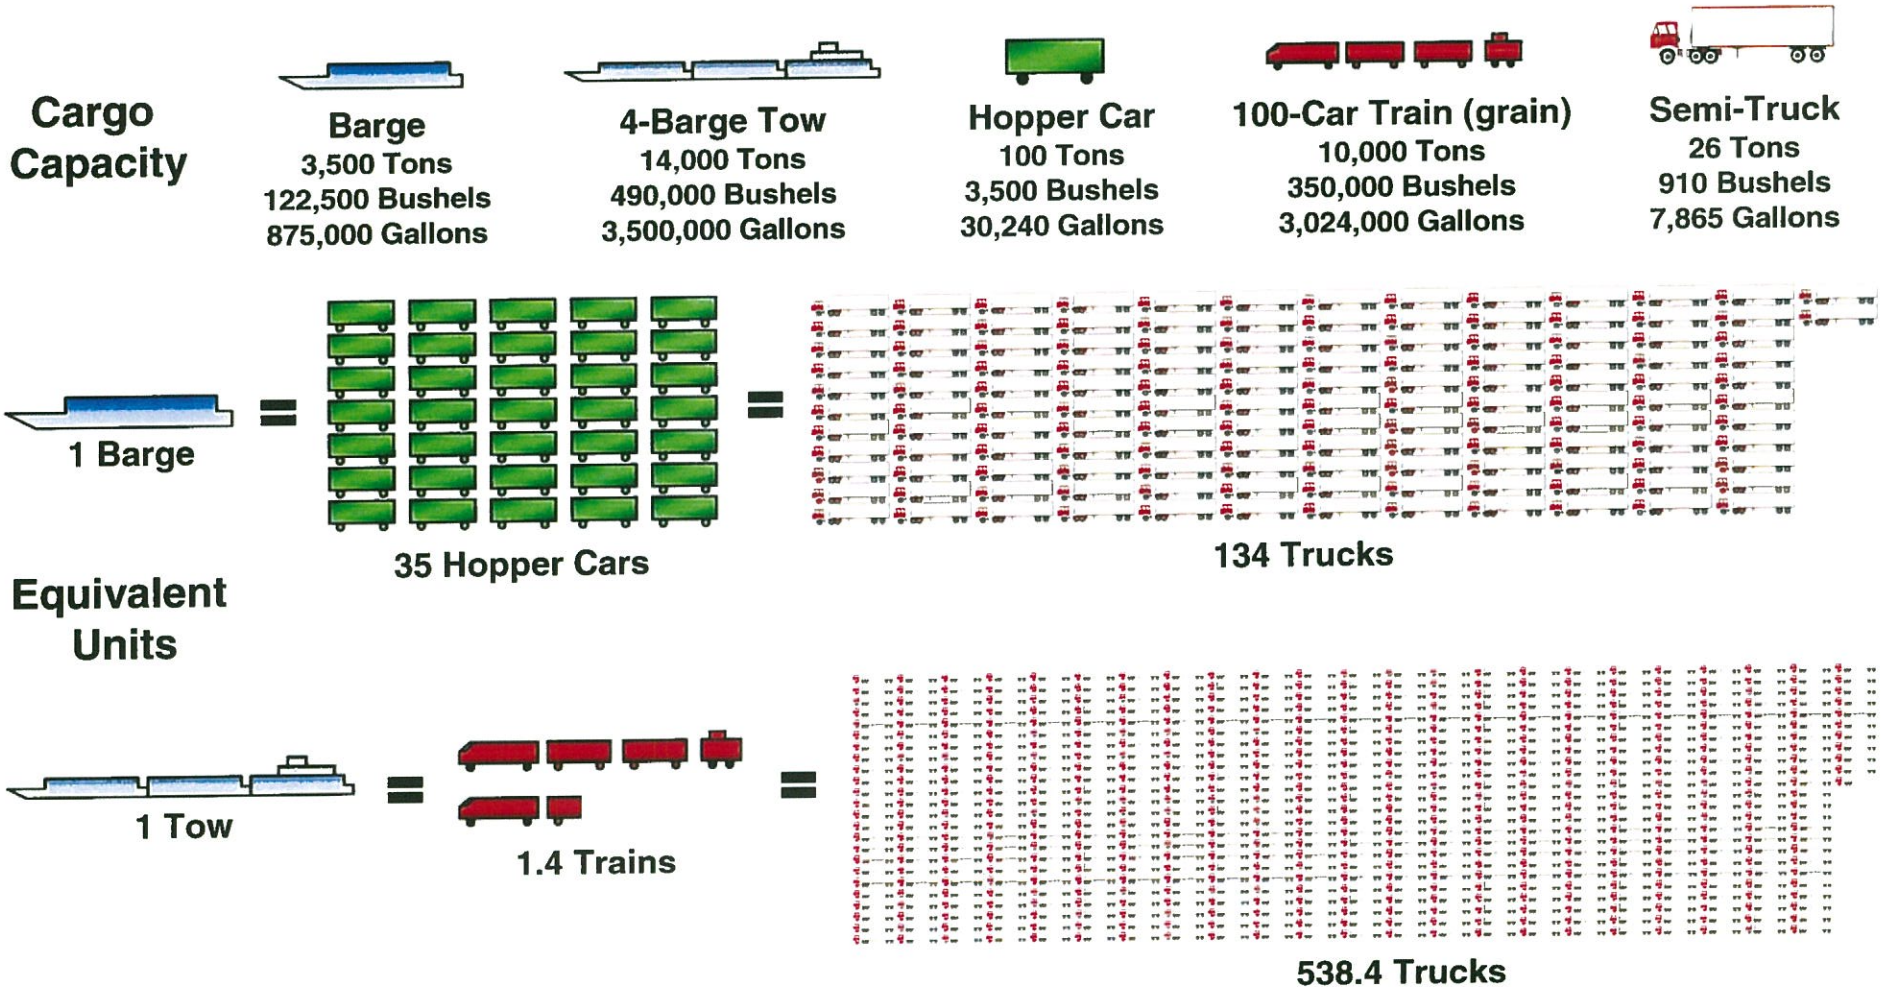 Cargo
Capacity
Barge
3,500 Tons
122,500 Bushels
875,000 Gallons
4-Barge Tow
14,000 Tons
490,000 Bushels
3,500,000 Gallons
Hopper Car
100 Tons
3,500 Bushels
30,240 Gallons
100-Car Train (grain)
10,000 Tons
350,000 Bushels
3,024,000 Gallons
Semi-Truck
26 Tons
910 Bushels
7,865 Gallons
1 Barge
=
35 Hopper Cars
=
134 Trucks
Equivalent
Units
1 Tow
=
1.4 Trains
=
538.4 Trucks